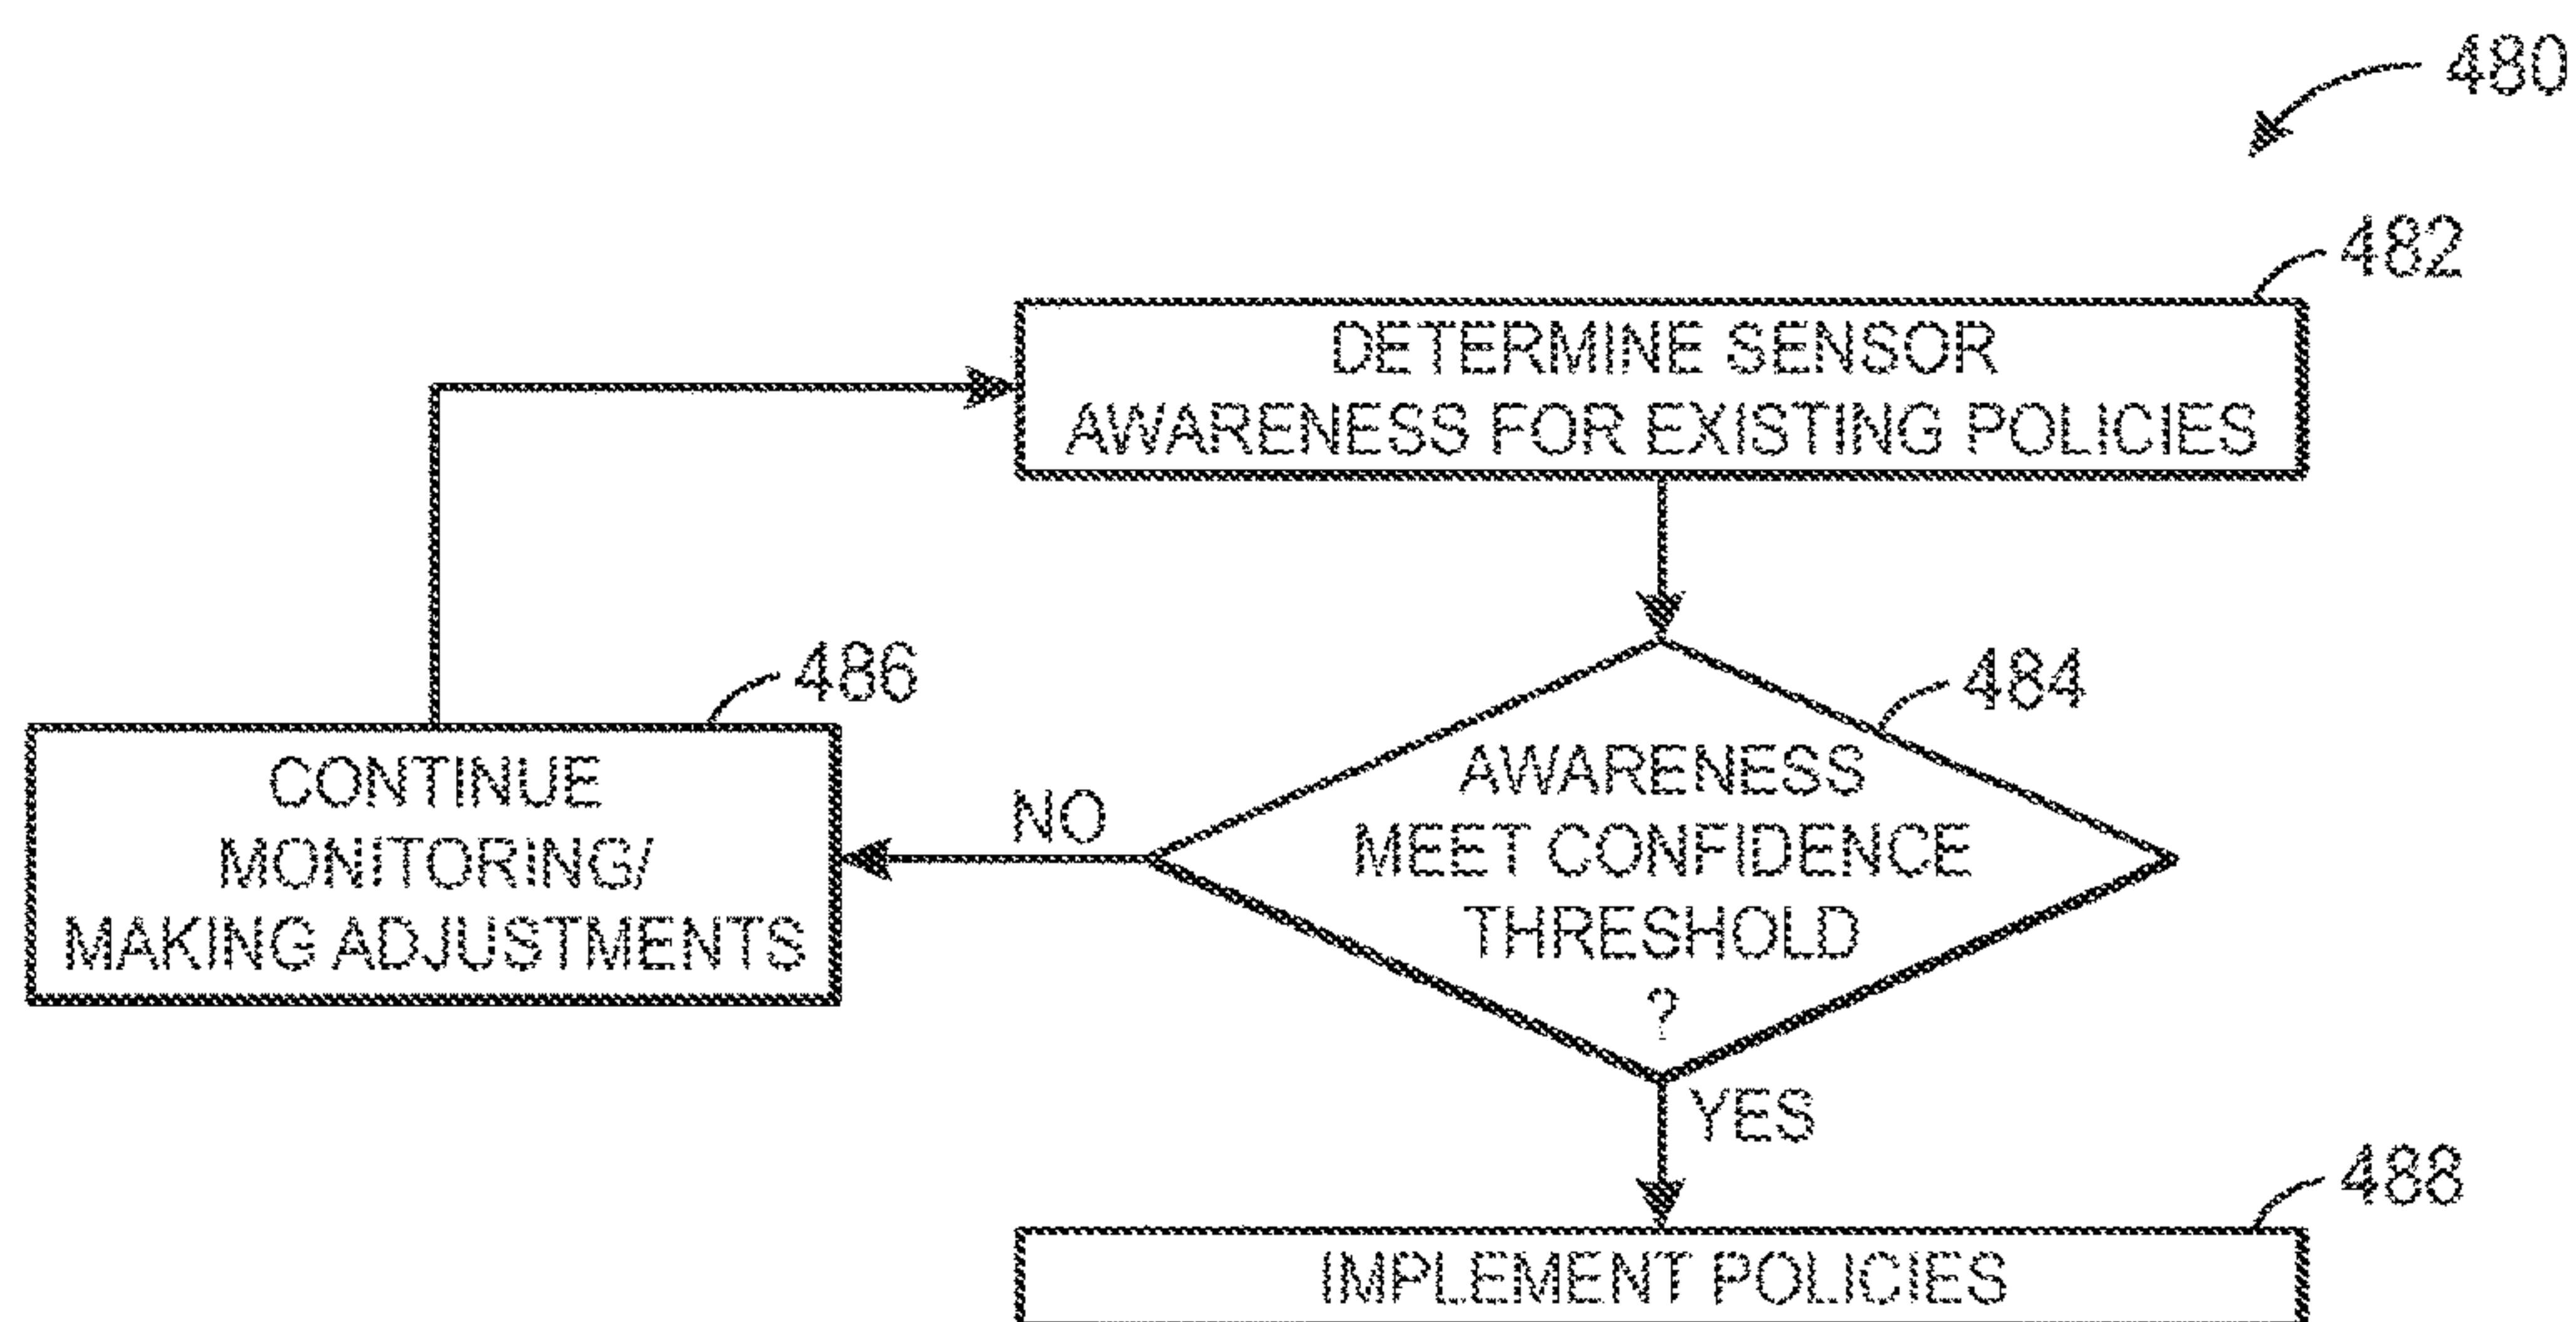 480
482
DETERMINE SENSOR
AWARENESS FOR EXISTING POLICIES
486
484
CONTINUE
MONITORING/
MAKING ADJUSTMENTS
NO
AWARENESS
MEET CONFIDENCE
THRESHOLD
?
YES
488
IMPLEMENT POLICIES